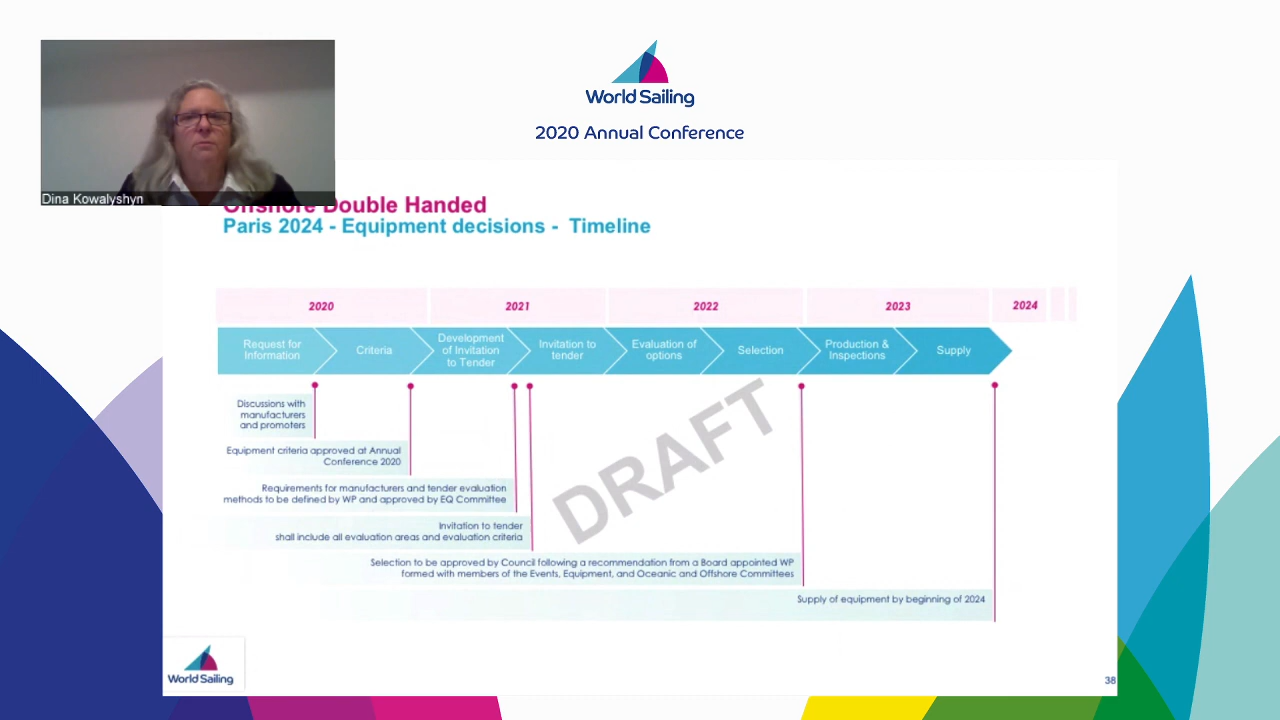 World Sailing
2020 Annual Conference
Dina Kowalyshyn
Offshore Double Handed
Paris 2024 - Equipment decisions - Timeline
2020
2021
2022
2023
2024
Request for
Information
Criteria
Development
of Invitation
to Tender
Invitation to
tender
Evaluation of
options
Selection
Production &
Inspections
Supply
Discussions with
manufacturers
and promoters
Equipment criteria approved at Annual
Conference 2020
Requirements for manufacturers and tender evaluation
methods to be defined by WP and approved by EQ Committee
Invitation to tender
shall include all evaluation areas and evaluation criteria
Selection to be approved by Council following a recommendation from a Board appointed WP
formed with members of the Events, Equipment, and Oceanic and Offshore Committees
Supply of equipment by beginning of 2024
DRAFT
World Sailing
38